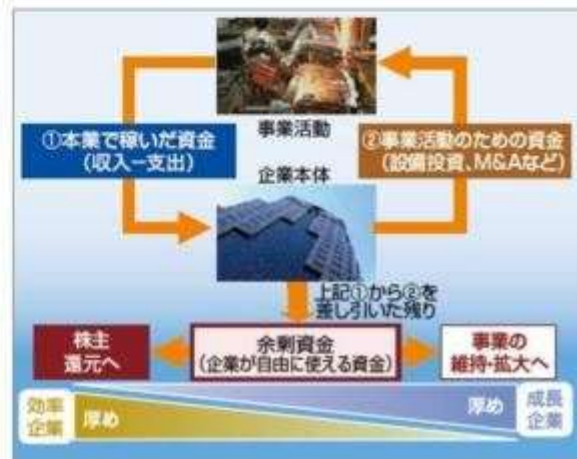 事業活動
①本業で稼いだ資金
(収入ー支出)
②事業活動のための資金
(設備投資、M&Aなど)
企業本体
上記①から②を
差し引いた残り
株主
還元へ
余剰資金
(企業が自由に使える資金)
事業の
維持・拡大へ
効率
企業
厚め
厚め
成長
企業